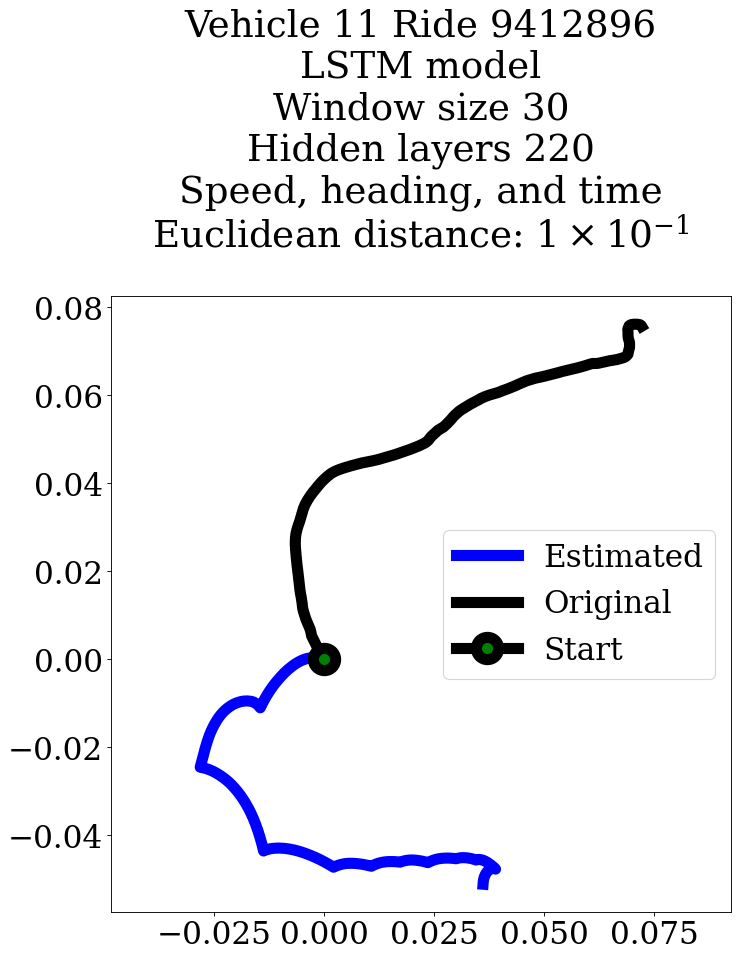 Vehicle 11 Ride 9412896
LSTM model
Window size 30
Hidden layers 220
Speed, heading, and time
Euclidean distance: 1 × 10⁻¹
0.08
0.06
0.04
0.02
0.00
−0.02
−0.04
Estimated
Original
Start
−0.025 0.000 0.025 0.050 0.075